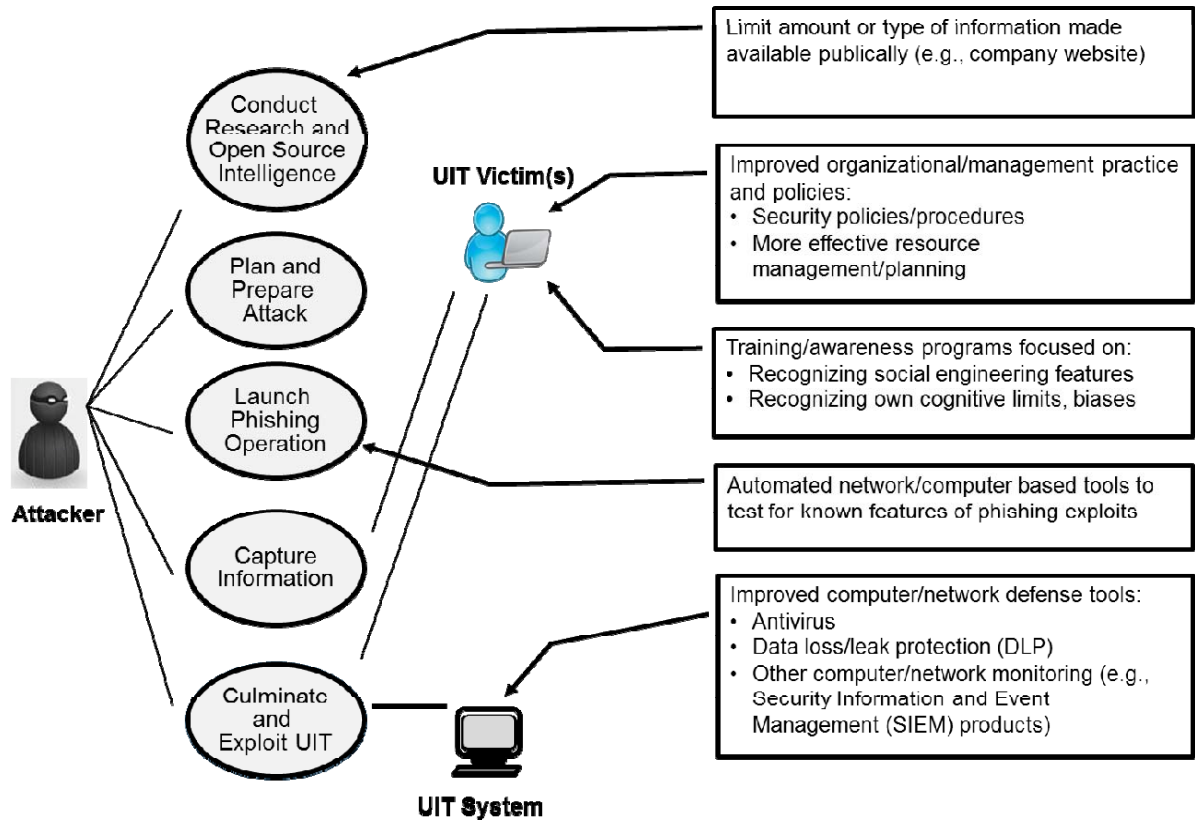 Conduct
Research and
Open Source
Intelligence
Plan and
Prepare
Attack
Launch
Phishing
Operation
Capture
Information
Culminate
and
Exploit UIT
Attacker
UIT Victim(s)
UIT System
Limit amount or type of information made
available publically (e.g., company website)
Improved organizational/management practice
and policies:
• Security policies/procedures
• More effective resource
management/planning
Training/awareness programs focused on:
• Recognizing social engineering features
• Recognizing own cognitive limits, biases
Automated network/computer based tools to
test for known features of phishing exploits
Improved computer/network defense tools:
• Antivirus
• Data loss/leak protection (DLP)
• Other computer/network monitoring (e.g.,
Security Information and Event
Management (SIEM) products)